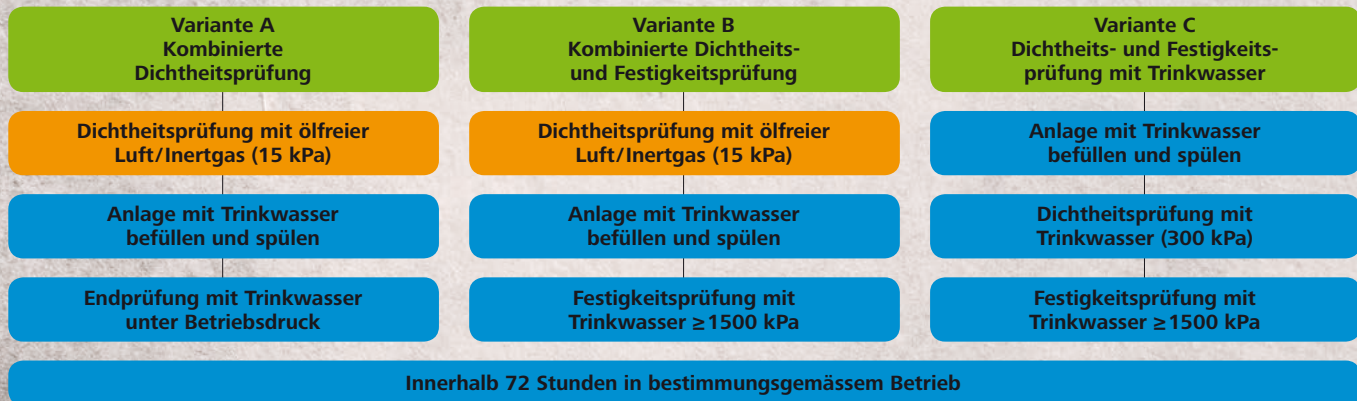 Variante A
Kombinierte
Dichtheitsprüfung
Dichtheitsprüfung mit ölfreier
Luft/Inertgas (15 kPa)
Anlage mit Trinkwasser
befüllen und spülen
Endprüfung mit Trinkwasser
unter Betriebsdruck
Variante B
Kombinierte Dichtheits-
und Festigkeitsprüfung
Dichtheitsprüfung mit ölfreier
Luft/Inertgas (15 kPa)
Anlage mit Trinkwasser
befüllen und spülen
Festigkeitsprüfung mit
Trinkwasser ≥1500 kPa
Variante C
Dichtheits- und Festigkeits-
prüfung mit Trinkwasser
Anlage mit Trinkwasser
befüllen und spülen
Dichtheitsprüfung mit
Trinkwasser (300 kPa)
Festigkeitsprüfung mit
Trinkwasser ≥1500 kPa
Innerhalb 72 Stunden in bestimmungsgemässem Betrieb